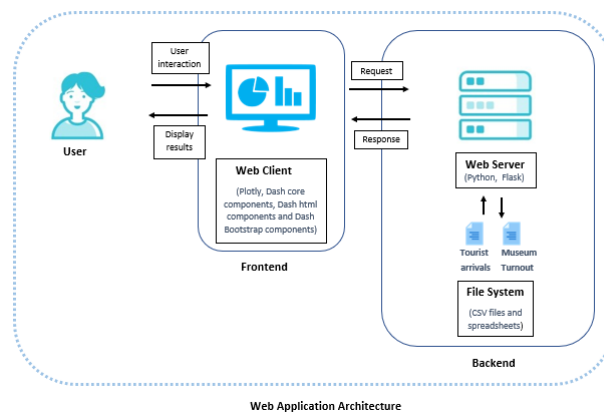 User
interaction
Request
Display
results
Response
User
Web Client
(Plotly, Dash core
components, Dash html
components and Dash
Bootstrap components)
Frontend
Web Server
(Python, Flask)
Tourist
arrivals
Museum
Turnout
File System
(CSV files and
spreadsheets)
Backend
Web Application Architecture